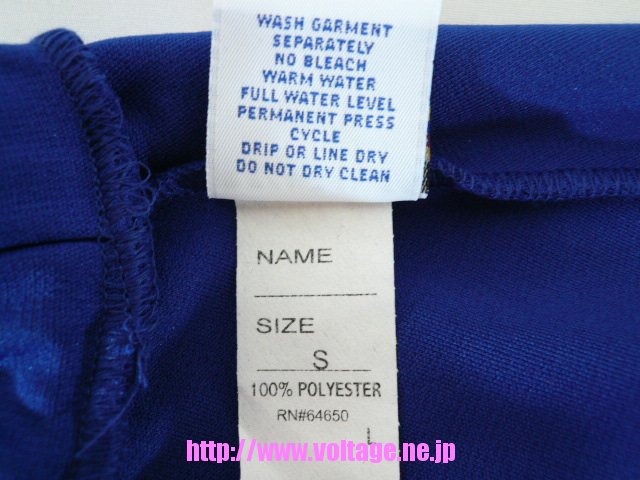 WASH GARMENT
SEPARATELY
NO BLEACH
WARM WATER
FULL WATER LEVEL
PERMANENT PRESS
CYCLE
DRIP OR LINE DRY
DO NOT DRY CLEAN
NAME
SIZE
S
100% POLYESTER
RN#64650
L
http://www.voltage.ne.jp